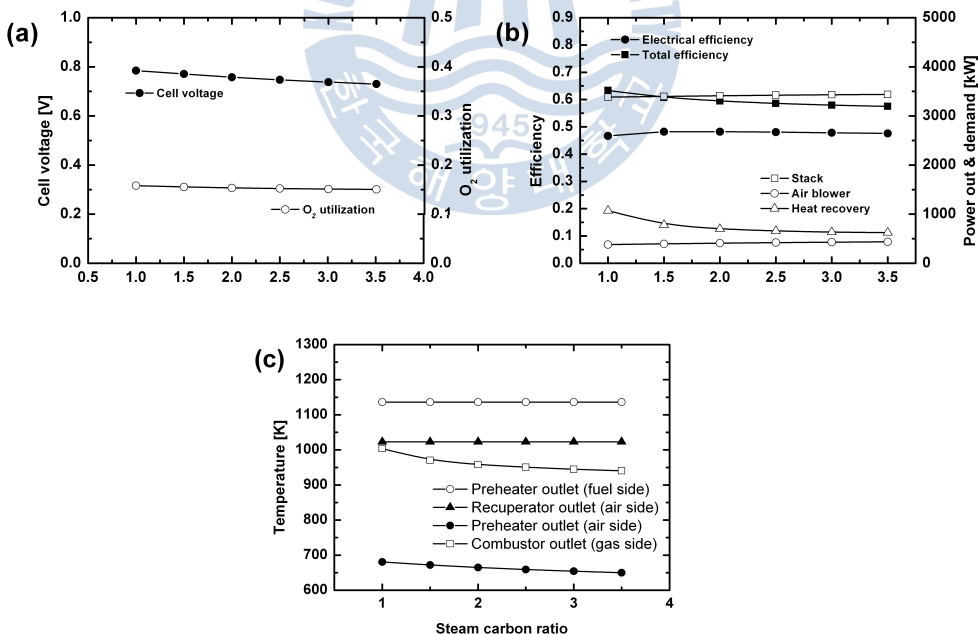 (a)
Cell voltage [V]
1.0
0.8
0.6
0.4
0.2
0.0
Cell voltage
O2 utilization
0.5
0.4
0.3
0.2
0.1
0.0
O2 utilization
0.5 1.0 1.5 2.0 2.5 3.0 3.5 4.0
(b)
Efficiency
0.9
0.8
0.7
0.6
0.5
0.4
0.3
0.2
0.1
0.0
Electrical efficiency
Total efficiency
Stack
Air blower
Heat recovery
5000
4000
3000
2000
1000
0
Power out & demand [kW]
1.0 1.5 2.0 2.5 3.0 3.5
1945
한국해양대학교
(c)
Temperature [K]
1300
1200
1100
1000
900
800
700
600
Preheater outlet (fuel side)
Recuperator outlet (air side)
Preheater outlet (air side)
Combustor outlet (gas side)
1 2 3 4
Steam carbon ratio